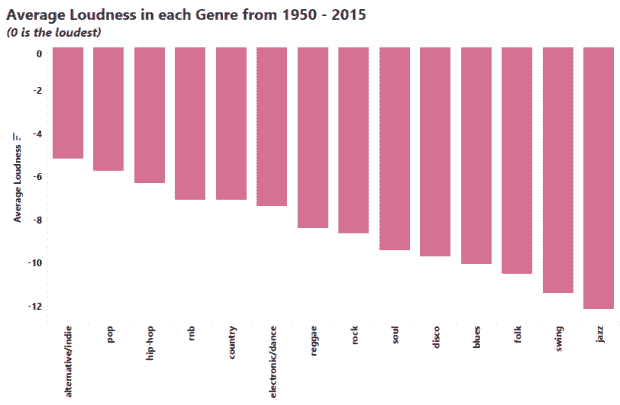 Average Loudness in each Genre from 1950 - 2015
(0 is the loudest)
Average Loudness
0
-2
-4
-6
-8
-10
-12
alternative/indie
pop
hip-hop
rnb
country
electronic/dance
reggae
rock
soul
disco
blues
folk
swing
jazz